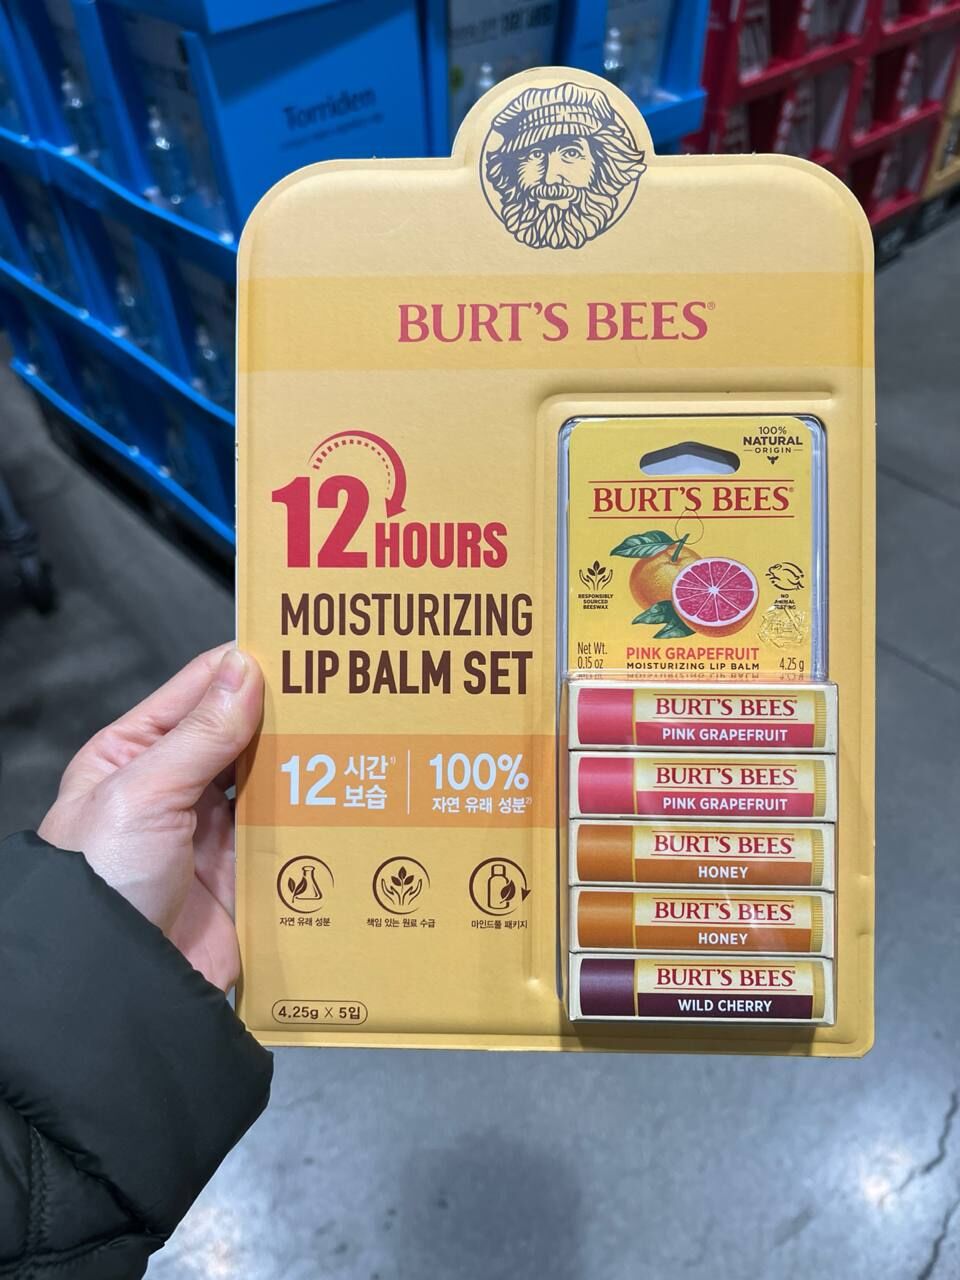 Torriden
BURT'S BEES®
12 HOURS
MOISTURIZING
LIP BALM SET
12 시간¹⁾
보습
100%
자연 유래 성분²⁾
자연 유래 성분
책임 있는 원료 수급
마인드풀 패키지
4.25g X 5입
100%
NATURAL
ORIGIN
BURT'S BEES®
RESPONSIBLY
SOURCED
BEESWAX
NO
ANIMAL
TESTING
Net Wt.
0.15 oz
PINK GRAPEFRUIT
MOISTURIZING LIP BALM
4.25 g
BURT'S BEES®
PINK GRAPEFRUIT
BURT'S BEES®
PINK GRAPEFRUIT
BURT'S BEES®
HONEY
BURT'S BEES®
HONEY
BURT'S BEES®
WILD CHERRY